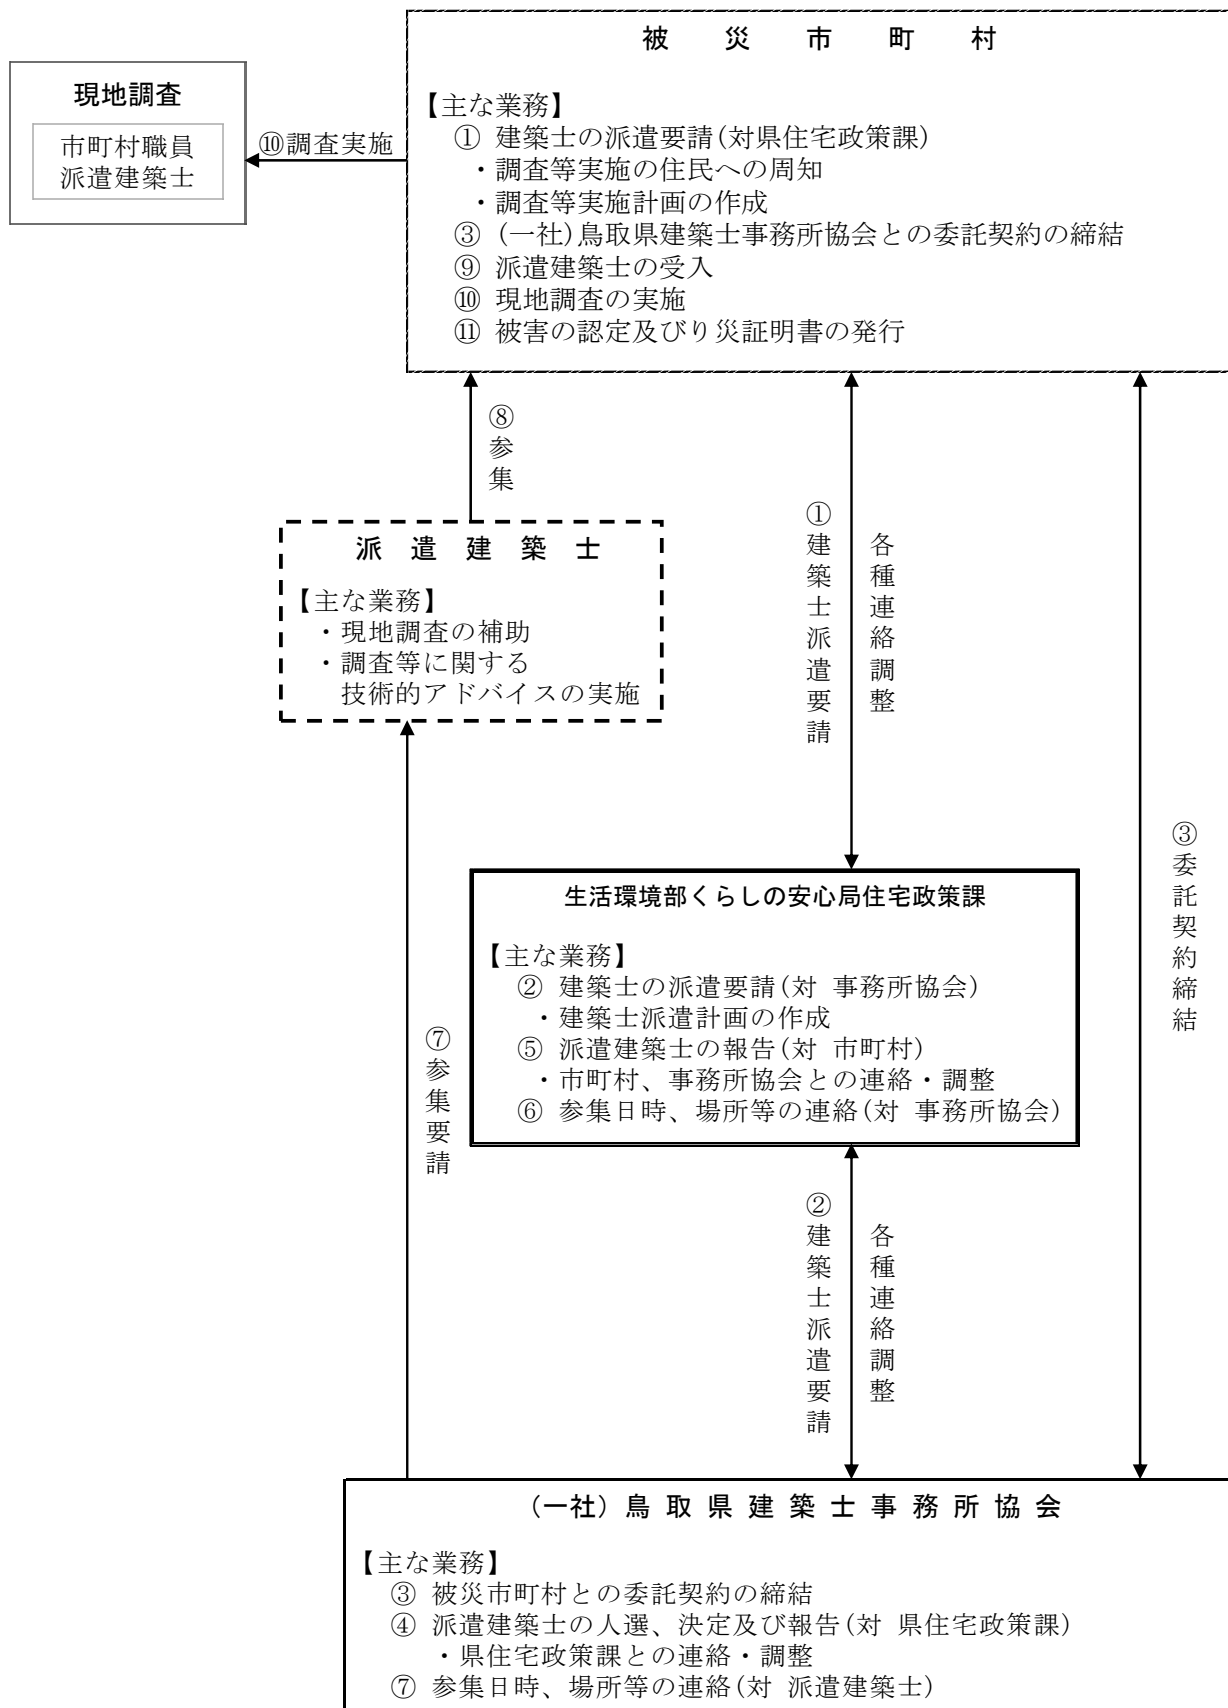 被災市町村
【主な業務】
① 建築士の派遣要請(対県住宅政策課)
・調査等実施の住民への周知
・調査等実施計画の作成
③ (一社)鳥取県建築士事務所協会との委託契約の締結
⑨ 派遣建築士の受入
⑩ 現地調査の実施
⑪ 被害の認定及びり災証明書の発行
現地調査
市町村職員
派遣建築士
⑩調査実施
⑧参集
派遣建築士
【主な業務】
・現地調査の補助
・調査等に関する
技術的アドバイスの実施
①建築士派遣要請
各種連絡調整
③委託契約締結
生活環境部くらしの安心局住宅政策課
【主な業務】
② 建築士の派遣要請(対 事務所協会)
・建築士派遣計画の作成
⑤ 派遣建築士の報告(対 市町村)
・市町村、事務所協会との連絡・調整
⑥ 参集日時、場所等の連絡(対 事務所協会)
⑦参集要請
②建築士派遣要請
各種連絡調整
(一社)鳥取県建築士事務所協会
【主な業務】
③ 被災市町村との委託契約の締結
④ 派遣建築士の人選、決定及び報告(対 県住宅政策課)
・県住宅政策課との連絡・調整
⑦ 参集日時、場所等の連絡(対 派遣建築士)